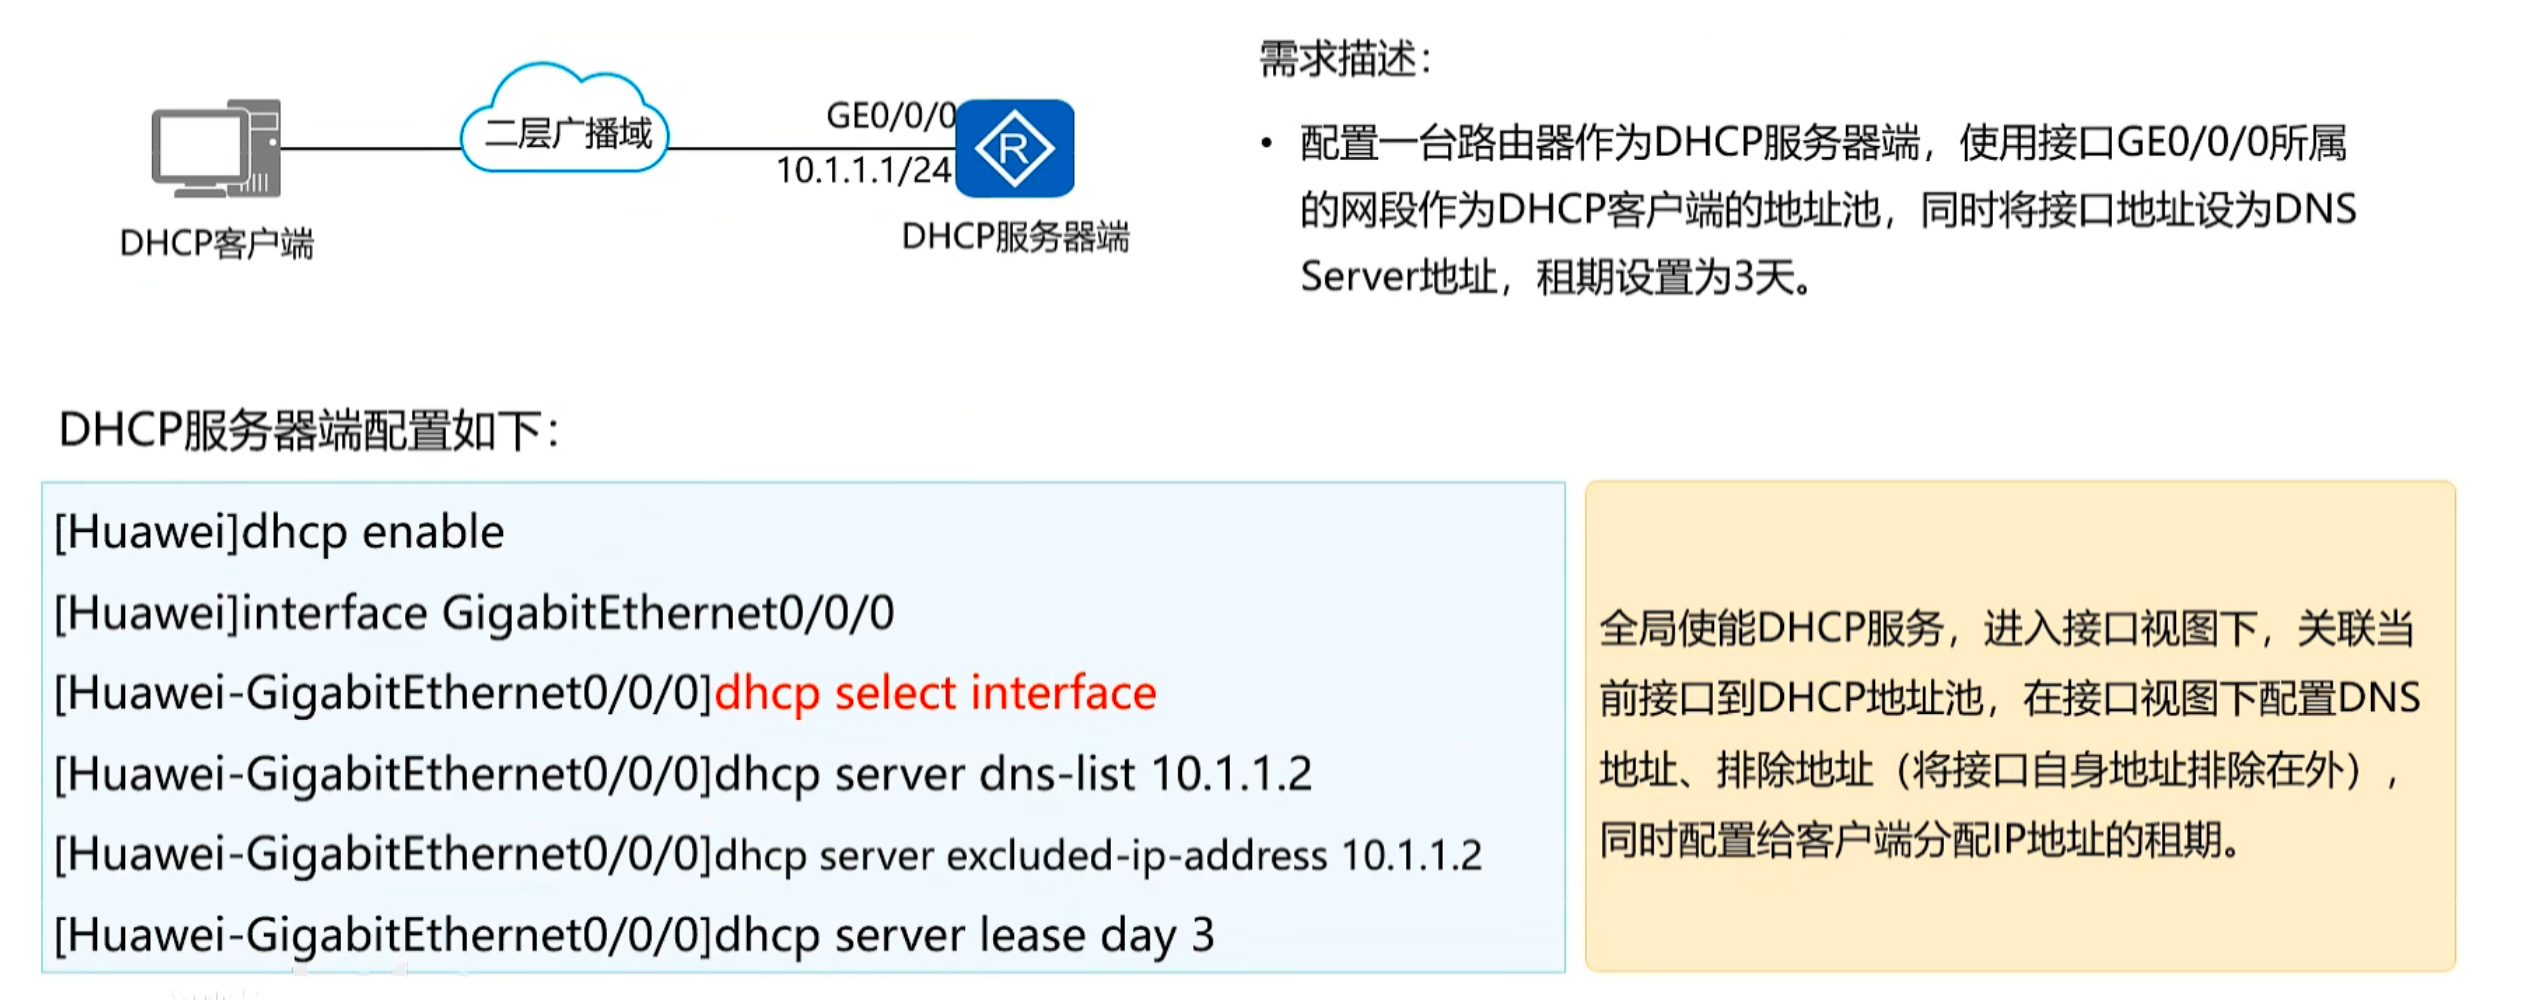 需求描述：
二层广播域
GE0/0/0
R
10.1.1.1/24
DHCP客户端
DHCP服务器端
• 配置一台路由器作为DHCP服务器端，使用接口GE0/0/0所属
的网段作为DHCP客户端的地址池，同时将接口地址设为DNS
Server地址，租期设置为3天。
DHCP服务器端配置如下：
[Huawei]dhcp enable
[Huawei]interface GigabitEthernet0/0/0
[Huawei-GigabitEthernet0/0/0]dhcp select interface
[Huawei-GigabitEthernet0/0/0]dhcp server dns-list 10.1.1.2
[Huawei-GigabitEthernet0/0/0]dhcp server excluded-ip-address 10.1.1.2
[Huawei-GigabitEthernet0/0/0]dhcp server lease day 3
全局使能DHCP服务，进入接口视图下，关联当
前接口到DHCP地址池，在接口视图下配置DNS
地址、排除地址（将接口自身地址排除在外），
同时配置给客户端分配IP地址的租期。